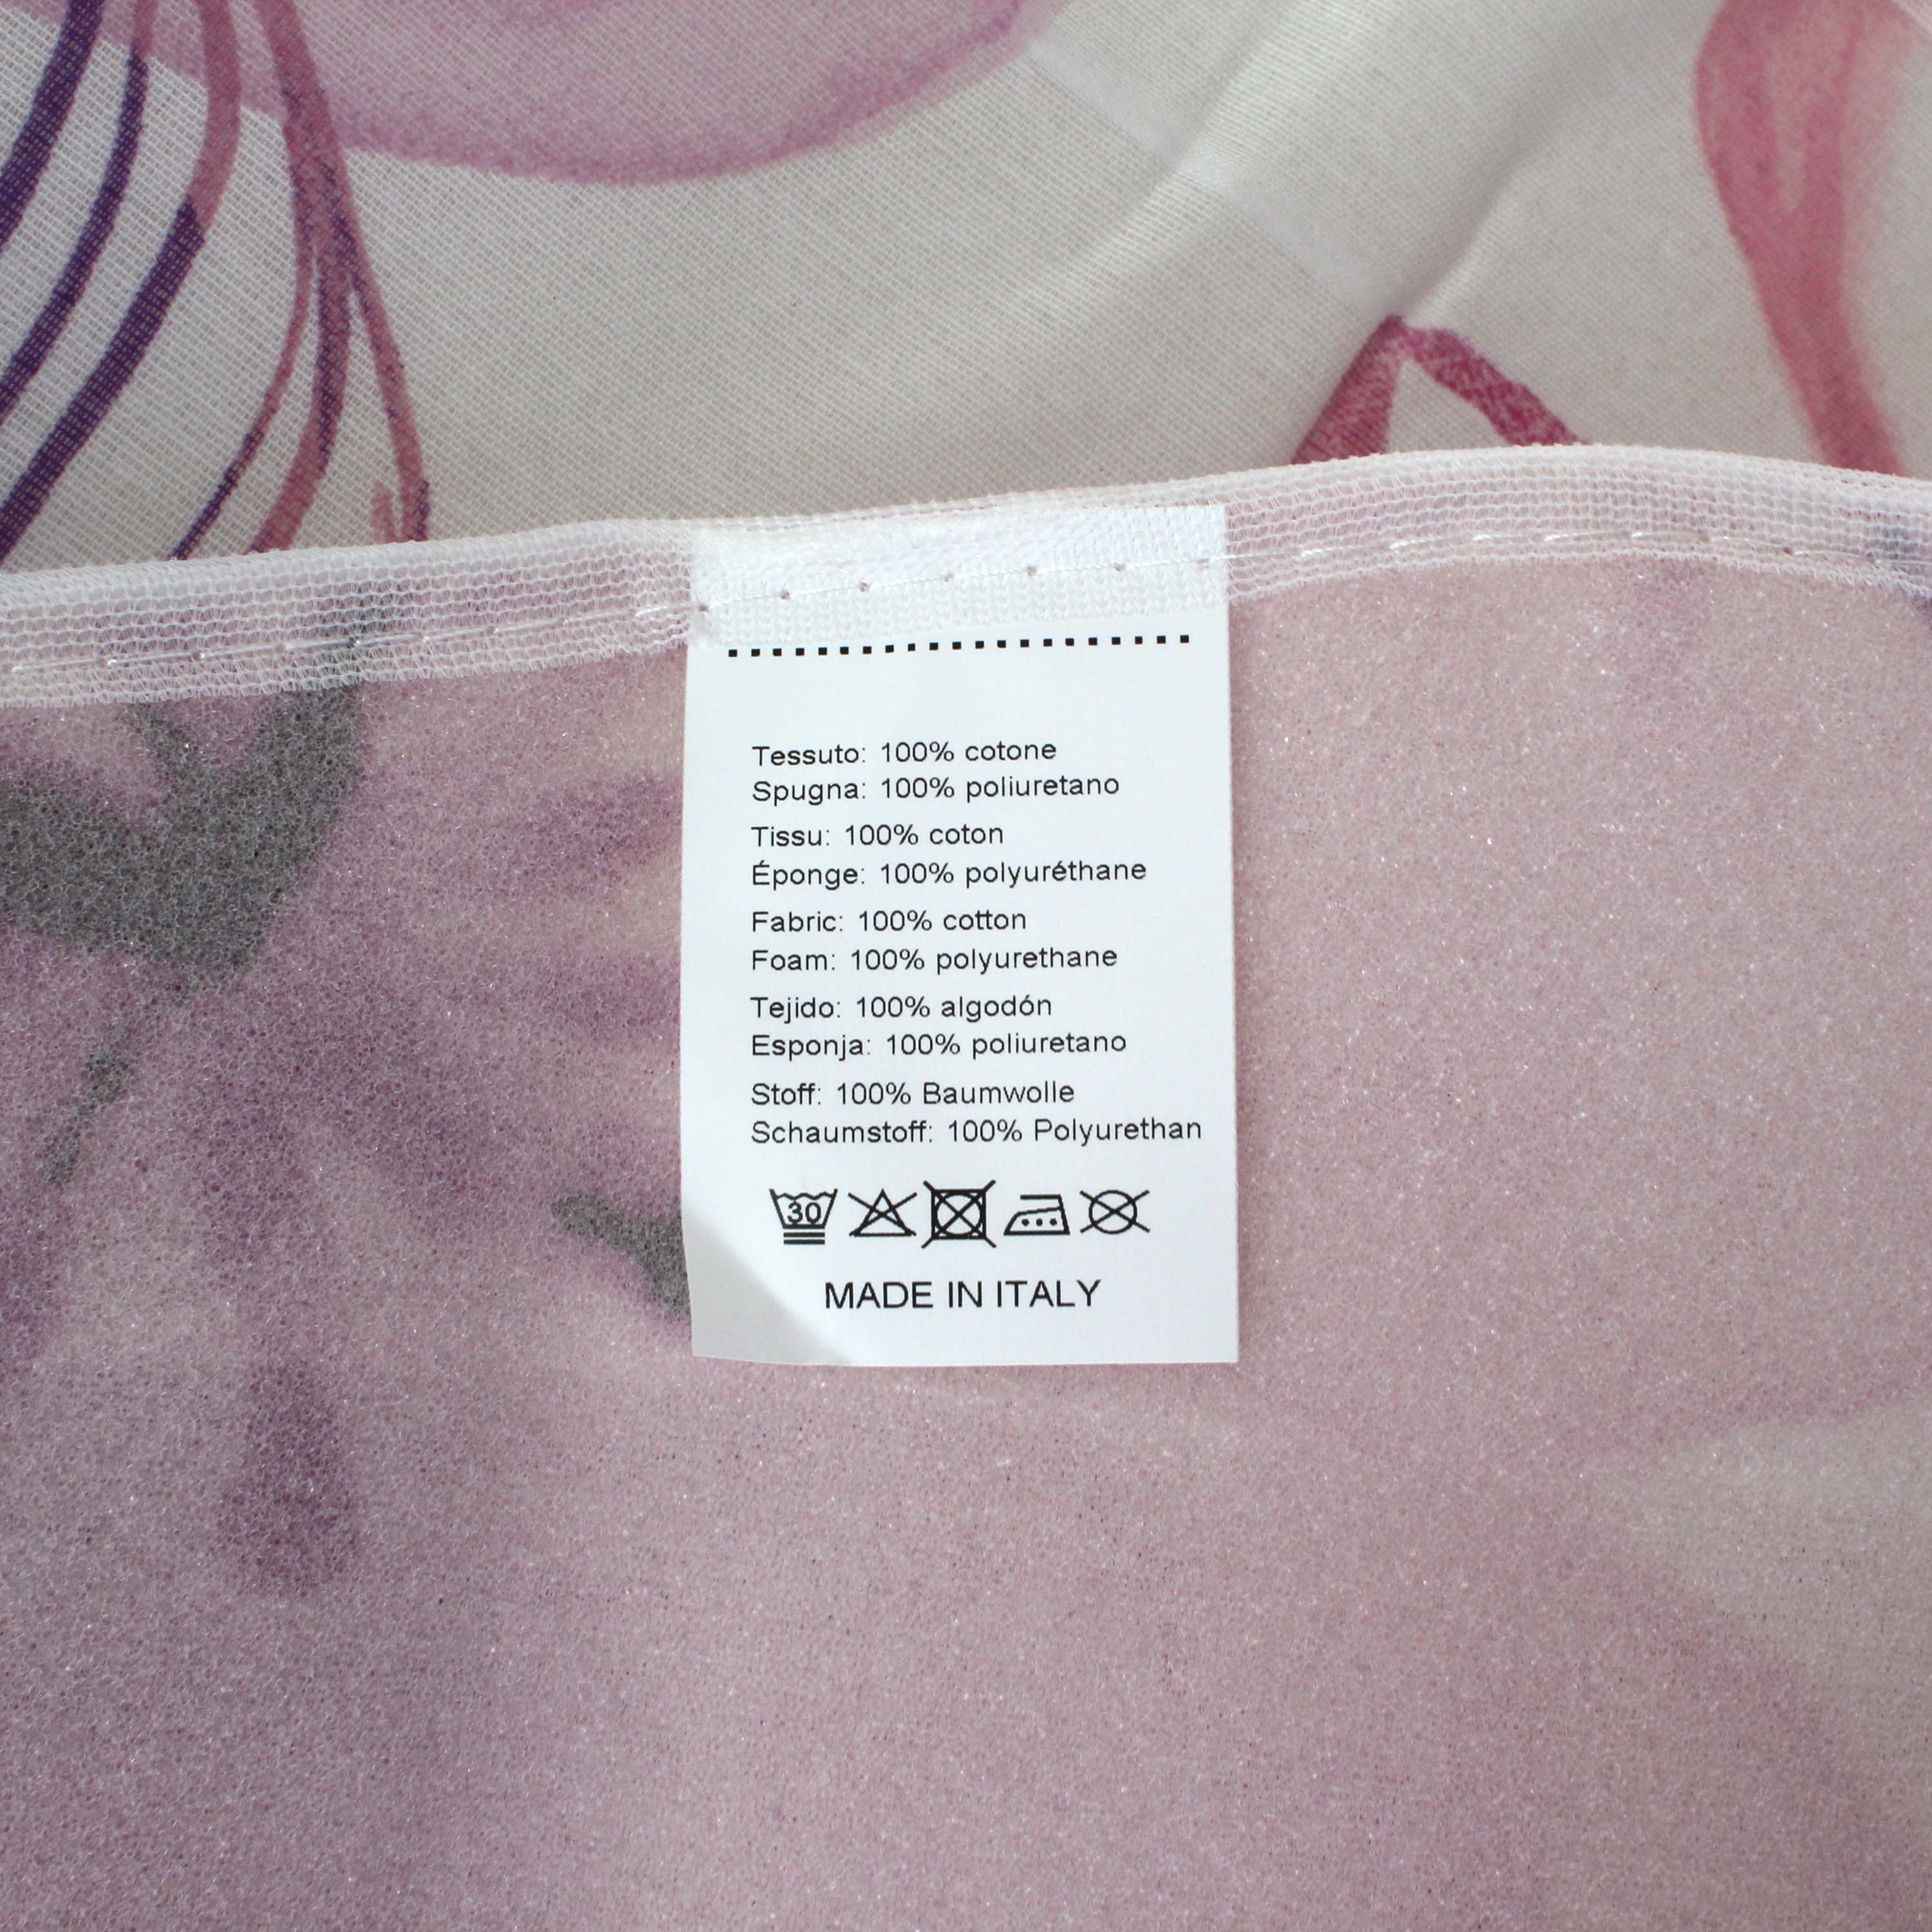 Tessuto: 100% cotone
Spugna: 100% poliuretano
Tissu: 100% coton
Éponge: 100% polyuréthane
Fabric: 100% cotton
Foam: 100% polyurethane
Tejido: 100% algodón
Esponja: 100% poliuretano
Stoff: 100% Baumwolle
Schaumstoff: 100% Polyurethan
30
MADE IN ITALY